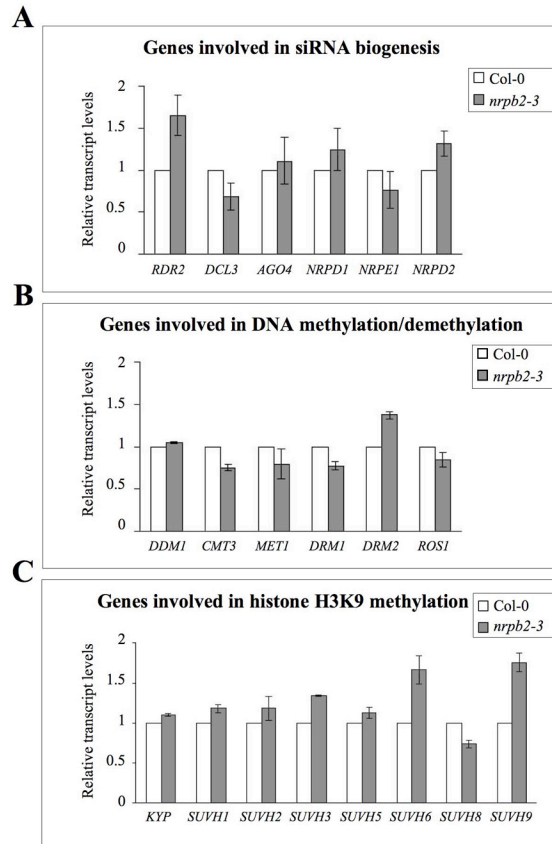 A
Genes involved in siRNA biogenesis
Col-0
nrpb2-3
Relative transcript levels
2
1.5
1
0.5
0
RDR2 DCL3 AGO4 NRPD1 NRPE1 NRPD2
B
Genes involved in DNA methylation/demethylation
Col-0
nrpb2-3
Relative transcript levels
2
1.5
1
0.5
0
DDM1 CMT3 MET1 DRM1 DRM2 ROS1
C
Genes involved in histone H3K9 methylation
Col-0
nrpb2-3
Relative transcript levels
2
1.5
1
0.5
0
KYP SUVH1 SUVH2 SUVH3 SUVH5 SUVH6 SUVH8 SUVH9